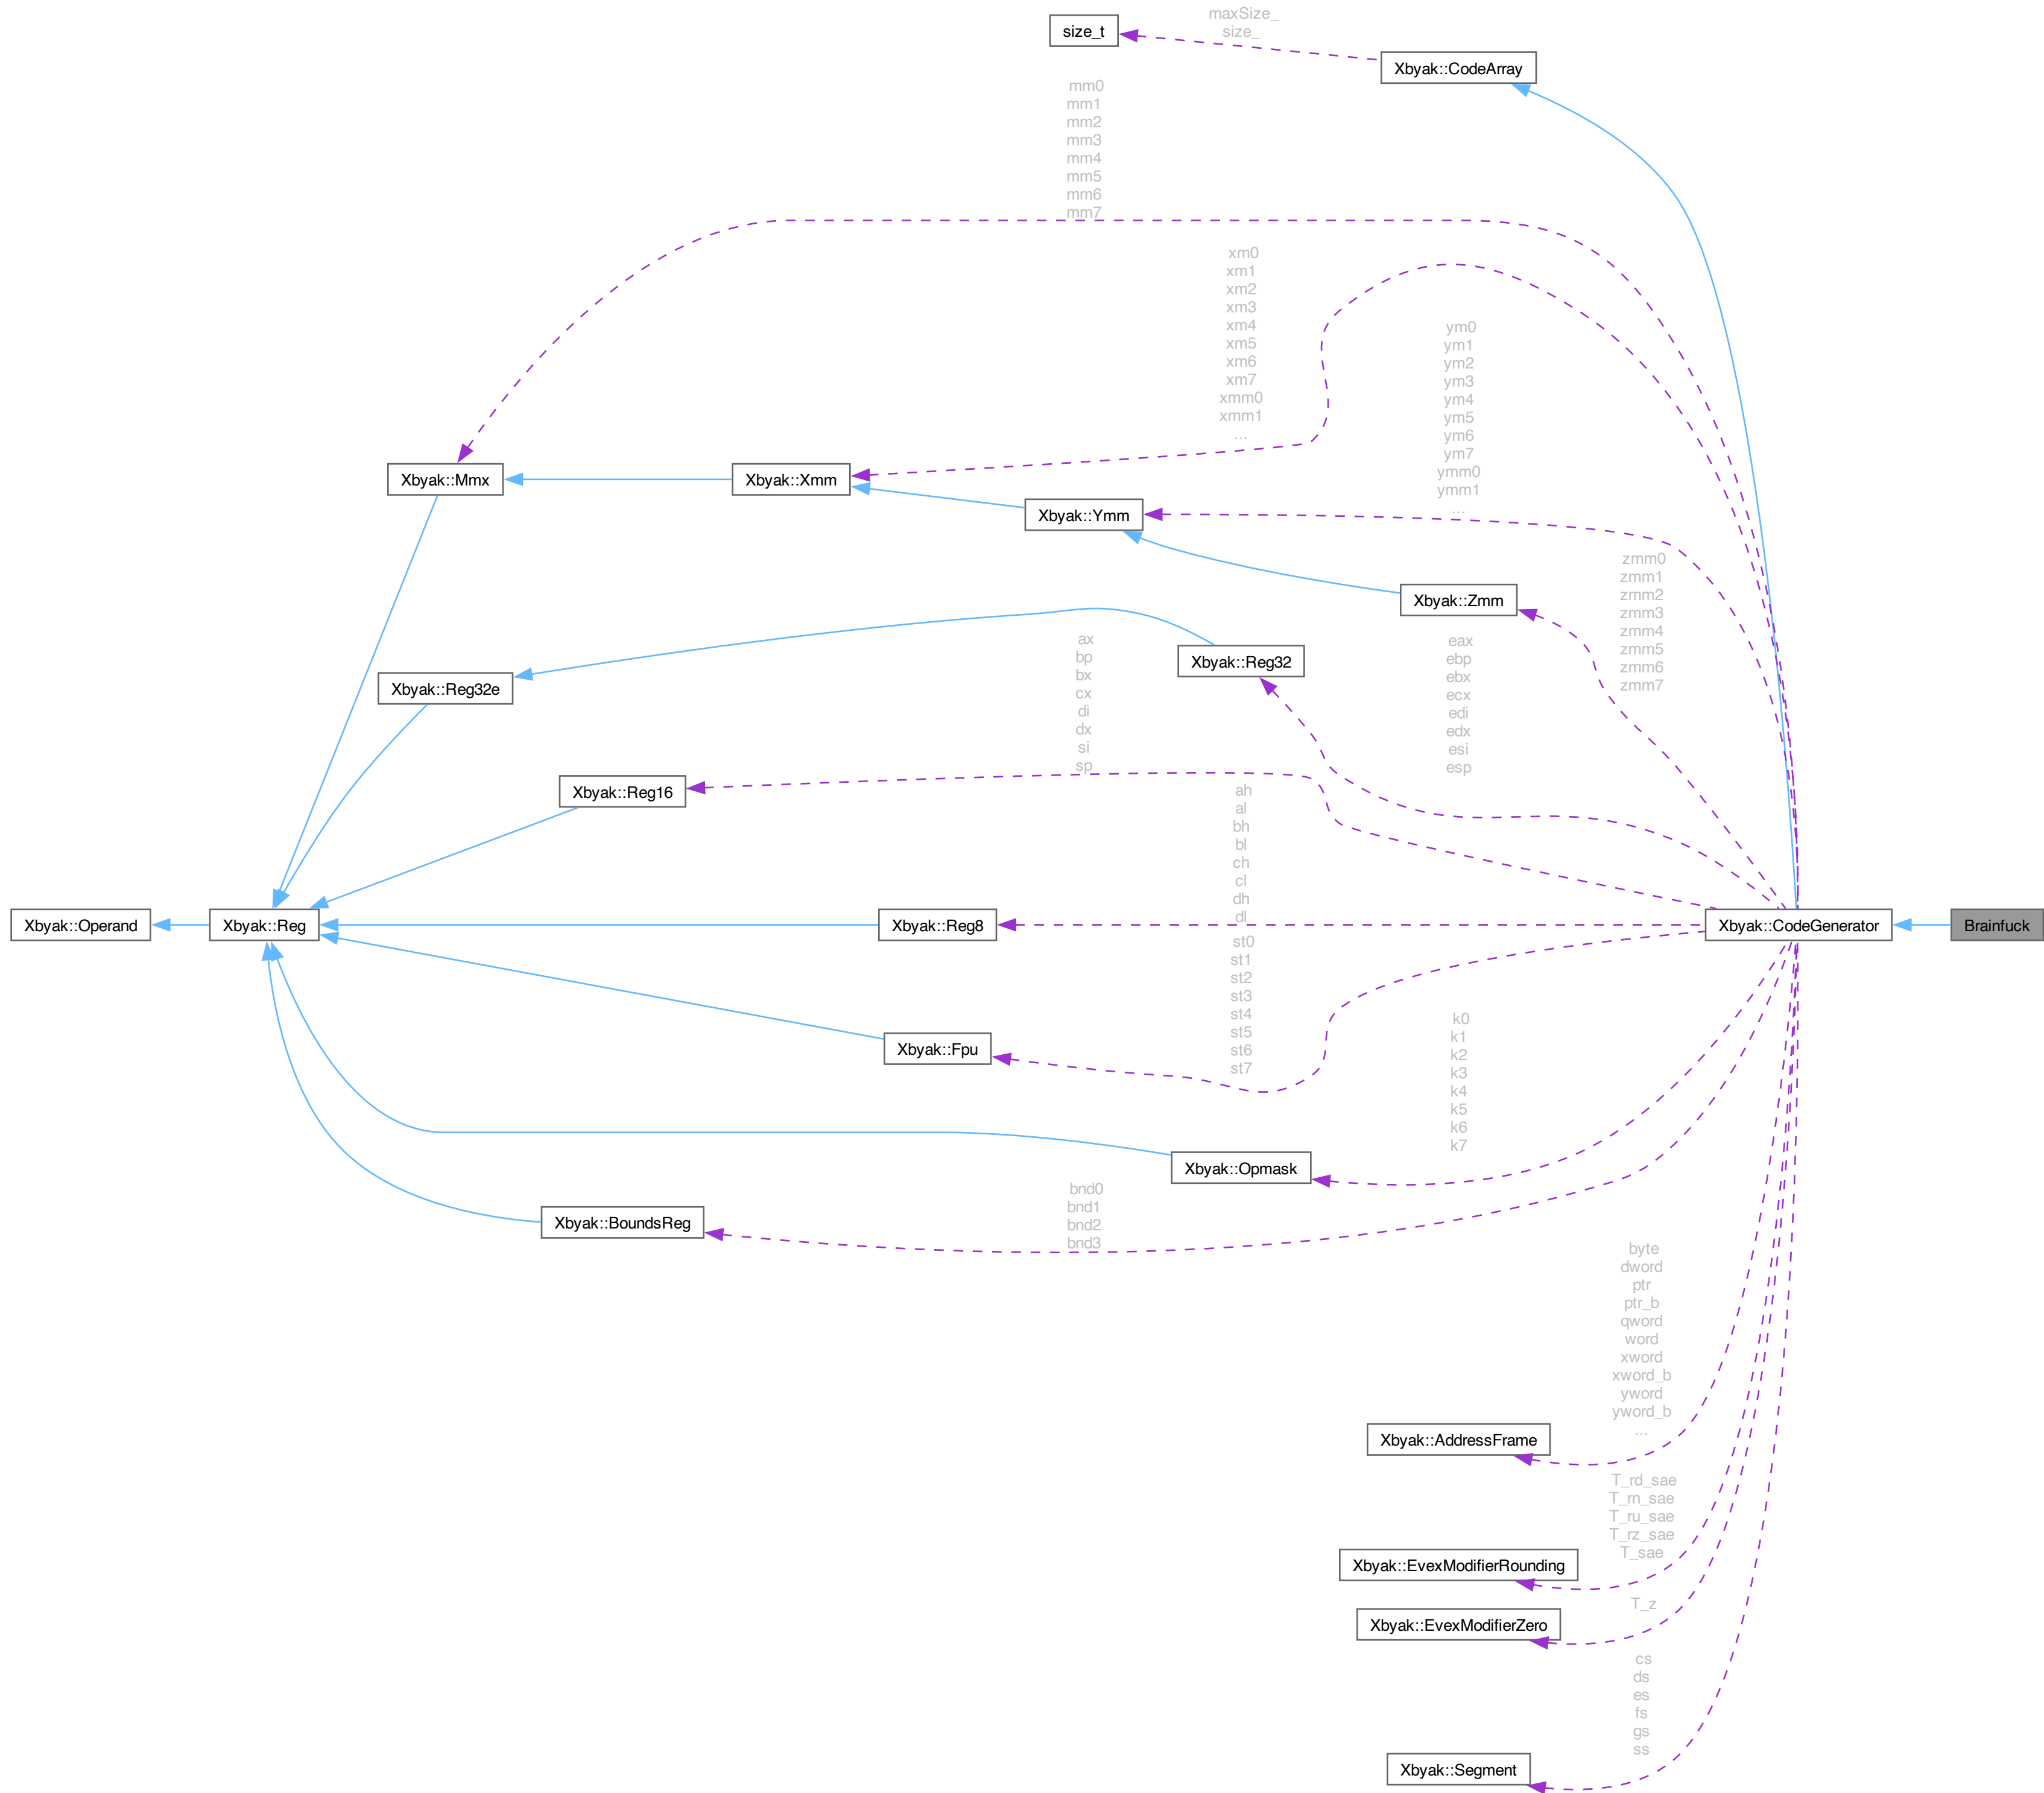 maxSize_
size_
size_t
Xbyak::CodeArray
mm0
mm1
mm2
mm3
mm4
mm5
mm6
mm7
xm0
xm1
xm2
xm3
xm4
xm5
xm6
xm7
xmm0
xmm1
...
ym0
ym1
ym2
ym3
ym4
ym5
ym6
ym7
ymm0
ymm1
...
Xbyak::Mmx
Xbyak::Xmm
Xbyak::Ymm
zmm0
zmm1
zmm2
zmm3
zmm4
zmm5
zmm6
zmm7
Xbyak::Zmm
ax
bp
bx
cx
di
dx
si
sp
eax
ebp
ebx
ecx
edi
edx
esi
esp
Xbyak::Reg32
Xbyak::Reg32e
Xbyak::Reg16
ah
al
bh
bl
ch
cl
dh
dl
Xbyak::Operand
Xbyak::Reg
Xbyak::Reg8
Xbyak::CodeGenerator
Brainfuck
st0
st1
st2
st3
st4
st5
st6
st7
Xbyak::Fpu
k0
k1
k2
k3
k4
k5
k6
k7
Xbyak::Opmask
bnd0
bnd1
bnd2
bnd3
Xbyak::BoundsReg
byte
dword
ptr
ptr_b
qword
word
xword
xword_b
yword
yword_b
...
Xbyak::AddressFrame
T_rd_sae
T_rn_sae
T_ru_sae
T_rz_sae
T_sae
Xbyak::EvexModifierRounding
T_z
Xbyak::EvexModifierZero
cs
ds
es
fs
gs
ss
Xbyak::Segment